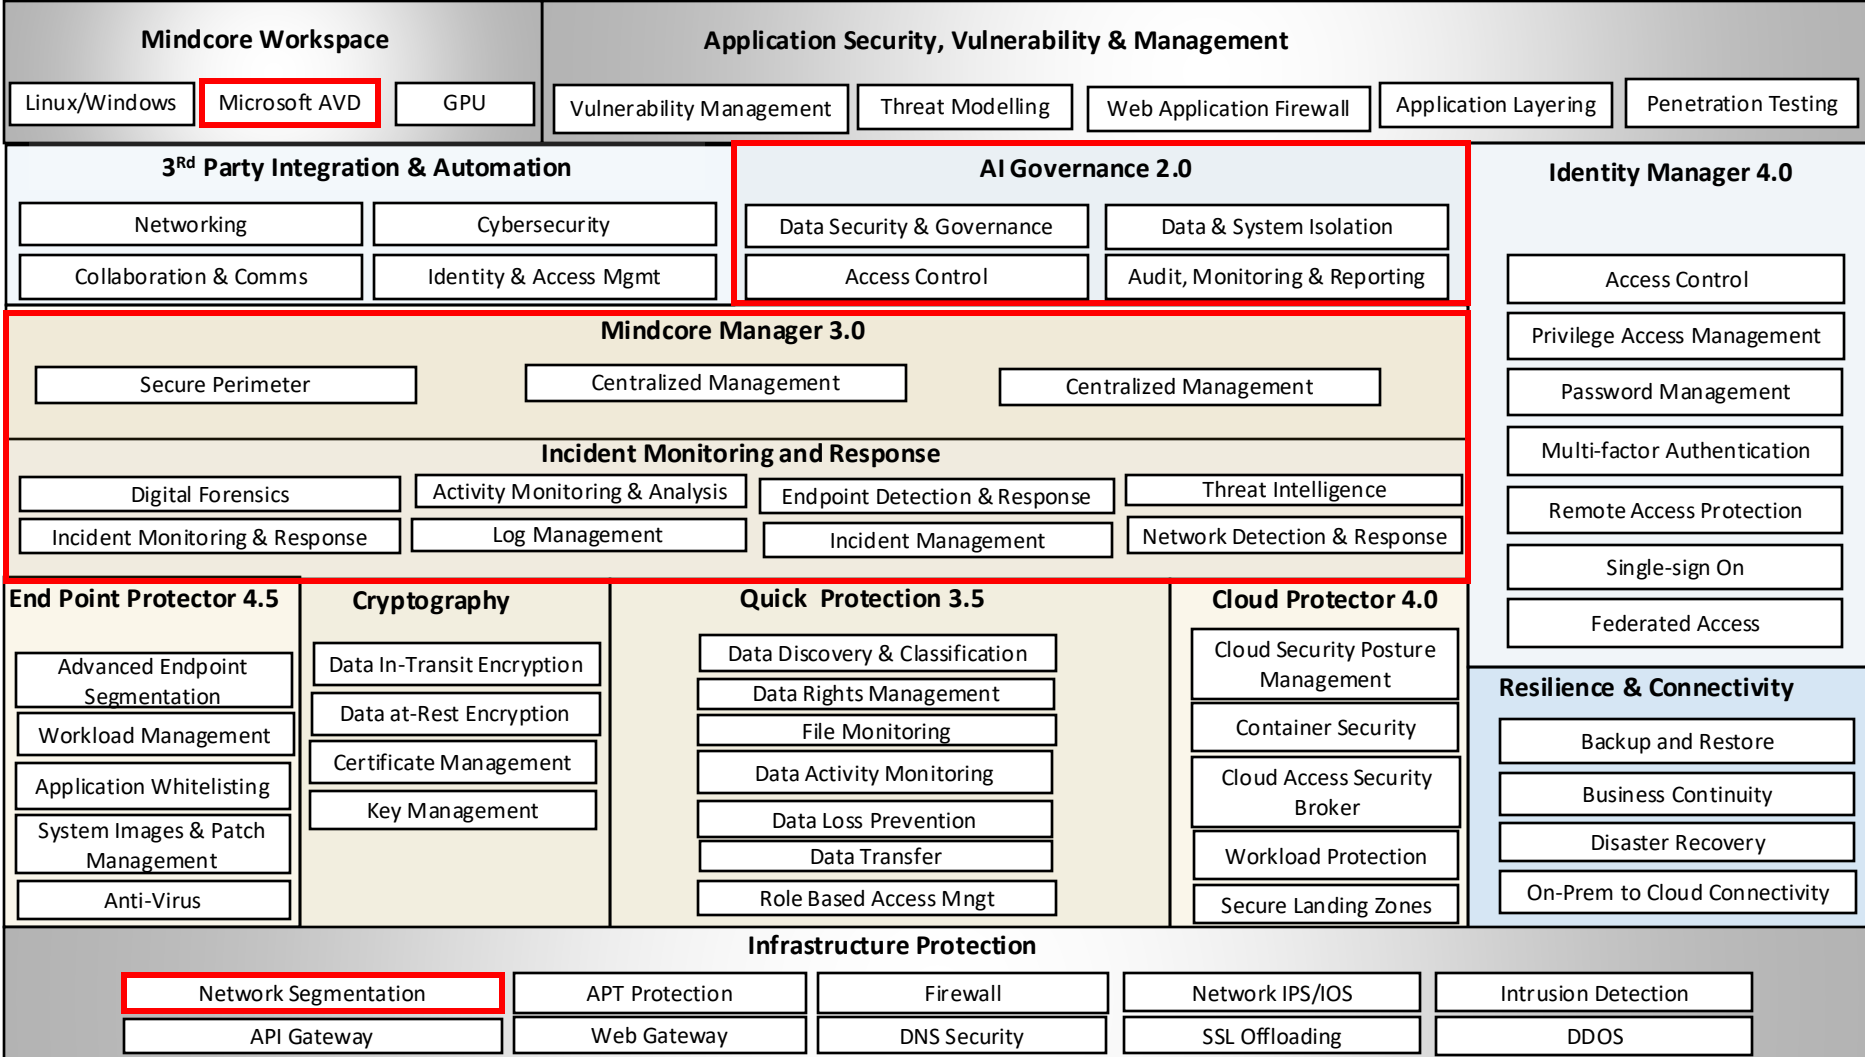 Mindcore Workspace
Linux/Windows
Microsoft AVD
GPU
Application Security, Vulnerability & Management
Vulnerability Management
Threat Modelling
Web Application Firewall
Application Layering
Penetration Testing
3Rd Party Integration & Automation
Networking
Cybersecurity
Collaboration & Comms
Identity & Access Mgmt
AI Governance 2.0
Data Security & Governance
Data & System Isolation
Access Control
Audit, Monitoring & Reporting
Identity Manager 4.0
Access Control
Privilege Access Management
Password Management
Multi-factor Authentication
Remote Access Protection
Single-sign On
Federated Access
Mindcore Manager 3.0
Secure Perimeter
Centralized Management
Centralized Management
Incident Monitoring and Response
Digital Forensics
Activity Monitoring & Analysis
Endpoint Detection & Response
Threat Intelligence
Incident Monitoring & Response
Log Management
Incident Management
Network Detection & Response
End Point Protector 4.5
Advanced Endpoint
Segmentation
Workload Management
Application Whitelisting
System Images & Patch
Management
Anti-Virus
Cryptography
Data In-Transit Encryption
Data at-Rest Encryption
Certificate Management
Key Management
Quick Protection 3.5
Data Discovery & Classification
Data Rights Management
File Monitoring
Data Activity Monitoring
Data Loss Prevention
Data Transfer
Role Based Access Mngt
Cloud Protector 4.0
Cloud Security Posture
Management
Container Security
Cloud Access Security
Broker
Workload Protection
Secure Landing Zones
Resilience & Connectivity
Backup and Restore
Business Continuity
Disaster Recovery
On-Prem to Cloud Connectivity
Infrastructure Protection
Network Segmentation
APT Protection
Firewall
Network IPS/IOS
Intrusion Detection
API Gateway
Web Gateway
DNS Security
SSL Offloading
DDOS